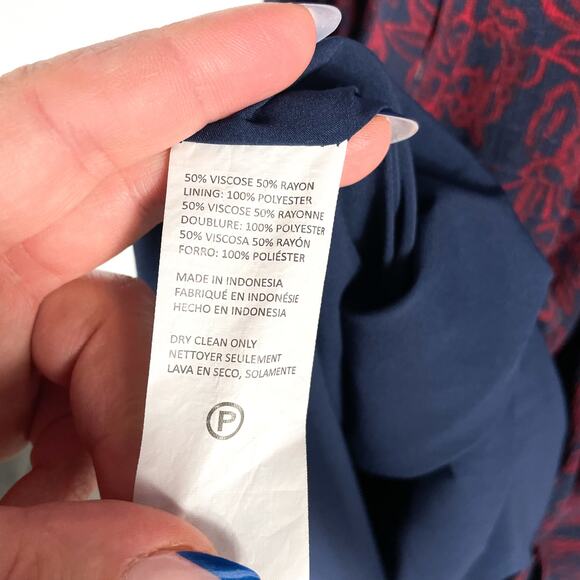 50% VISCOSE 50% RAYON
LINING: 100% POLYESTER
50% VISCOSE 50% RAYONNE
DOUBLURE: 100% POLYESTER
50% VISCOSA 50% RAYÓN
FORRO: 100% POLIÉSTER
MADE IN INDONESIA
FABRIQUÉ EN INDONÉSIE
HECHO EN INDONESIA
DRY CLEAN ONLY
NETTOYER SEULEMENT
LAVA EN SECO, SOLAMENTE
P